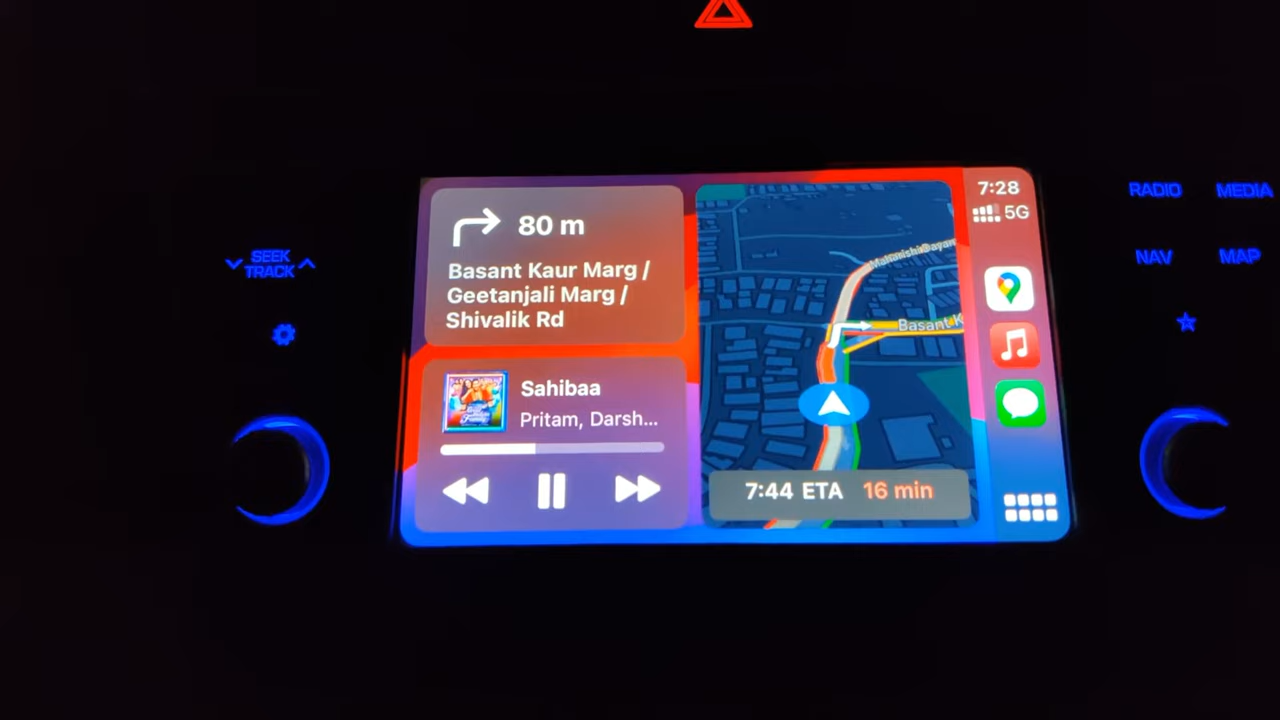 80 m
Basant Kaur Marg /
Geetanjali Marg /
Shivalik Rd
Sahibaa
Pritam, Darsh...
Basant K
7:44 ETA 16 min
7:28
5G
SEEK
TRACK
RADIO
MEDIA
NAV
MAP